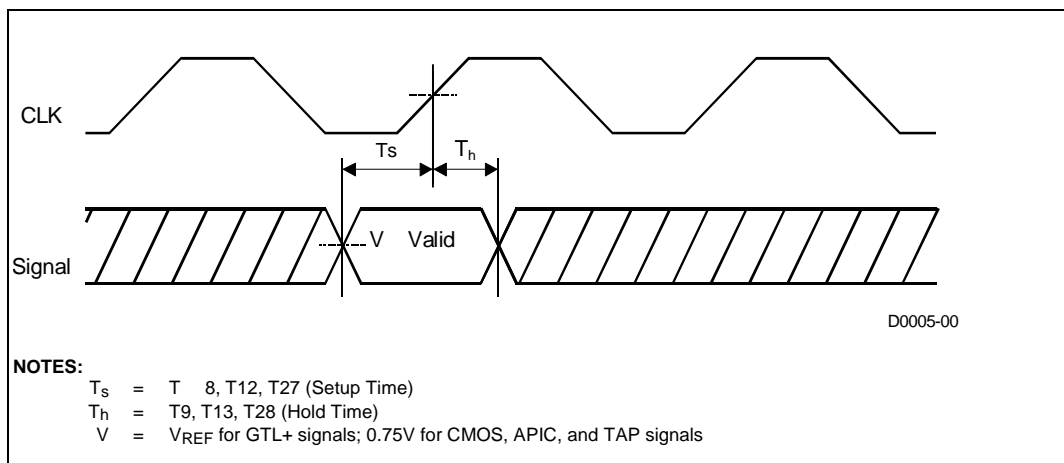 CLK
Ts Th
V Valid
Signal
D0005-00
NOTES:
Ts = T 8, T12, T27 (Setup Time)
Th = T9, T13, T28 (Hold Time)
V = VREF for GTL+ signals; 0.75V for CMOS, APIC, and TAP signals